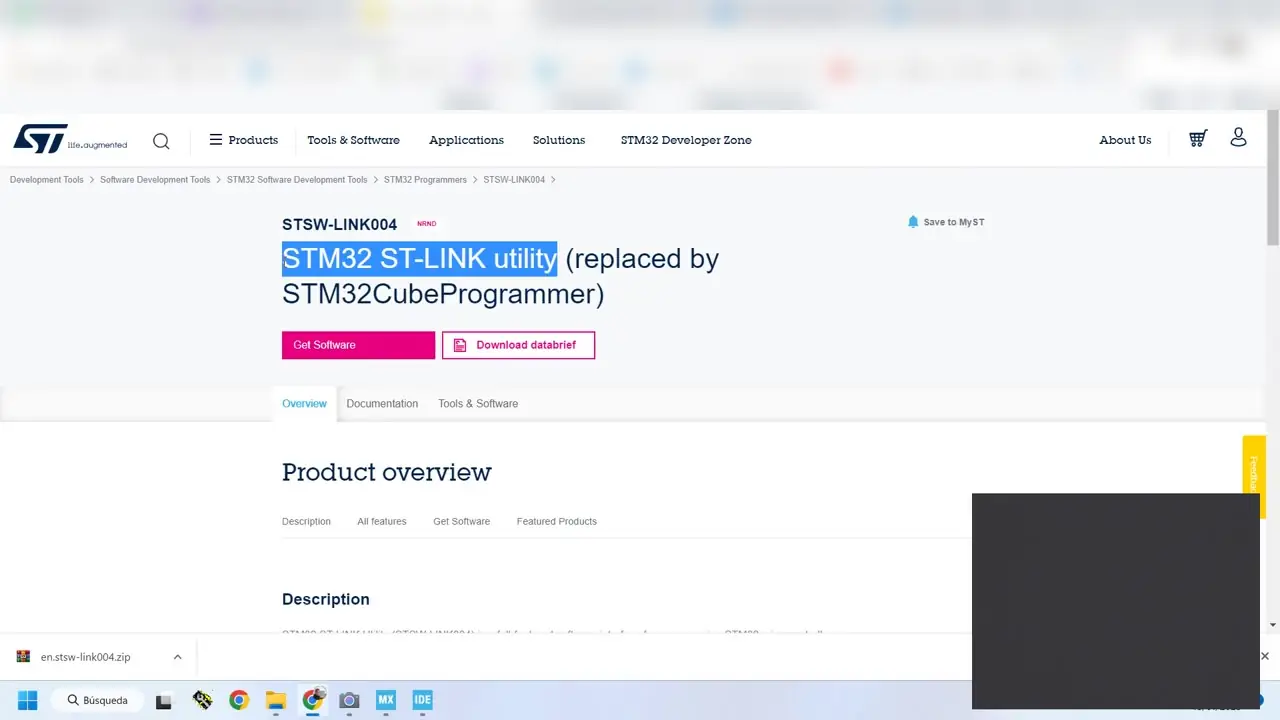 ST life.augmented
Products
Tools & Software
Applications
Solutions
STM32 Developer Zone
About Us
Development Tools > Software Development Tools > STM32 Software Development Tools > STM32 Programmers > STSW-LINK004 >
STSW-LINK004 NRND
Save to MyST
STM32 ST-LINK utility (replaced by
STM32CubeProgrammer)
Get Software
Download databrief
Overview
Documentation
Tools & Software
Product overview
Description
All features
Get Software
Featured Products
Description
en.stsw-link004.zip
Búsqueda
MX
IDE